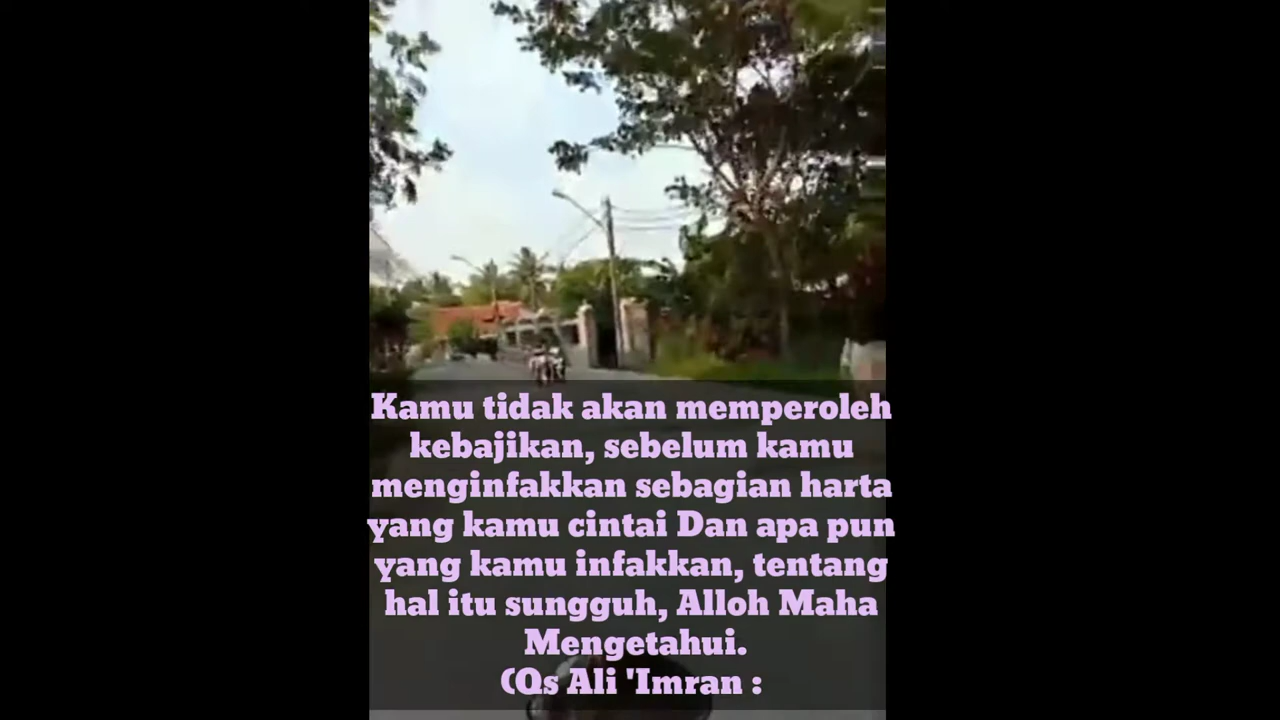 Kamu tidak akan memperoleh
kebajikan, sebelum kamu
menginfakkan sebagian harta
yang kamu cintai Dan apa pun
yang kamu infakkan, tentang
hal itu sungguh, Alloh Maha
Mengetahui.
(Qs Ali 'Imran :